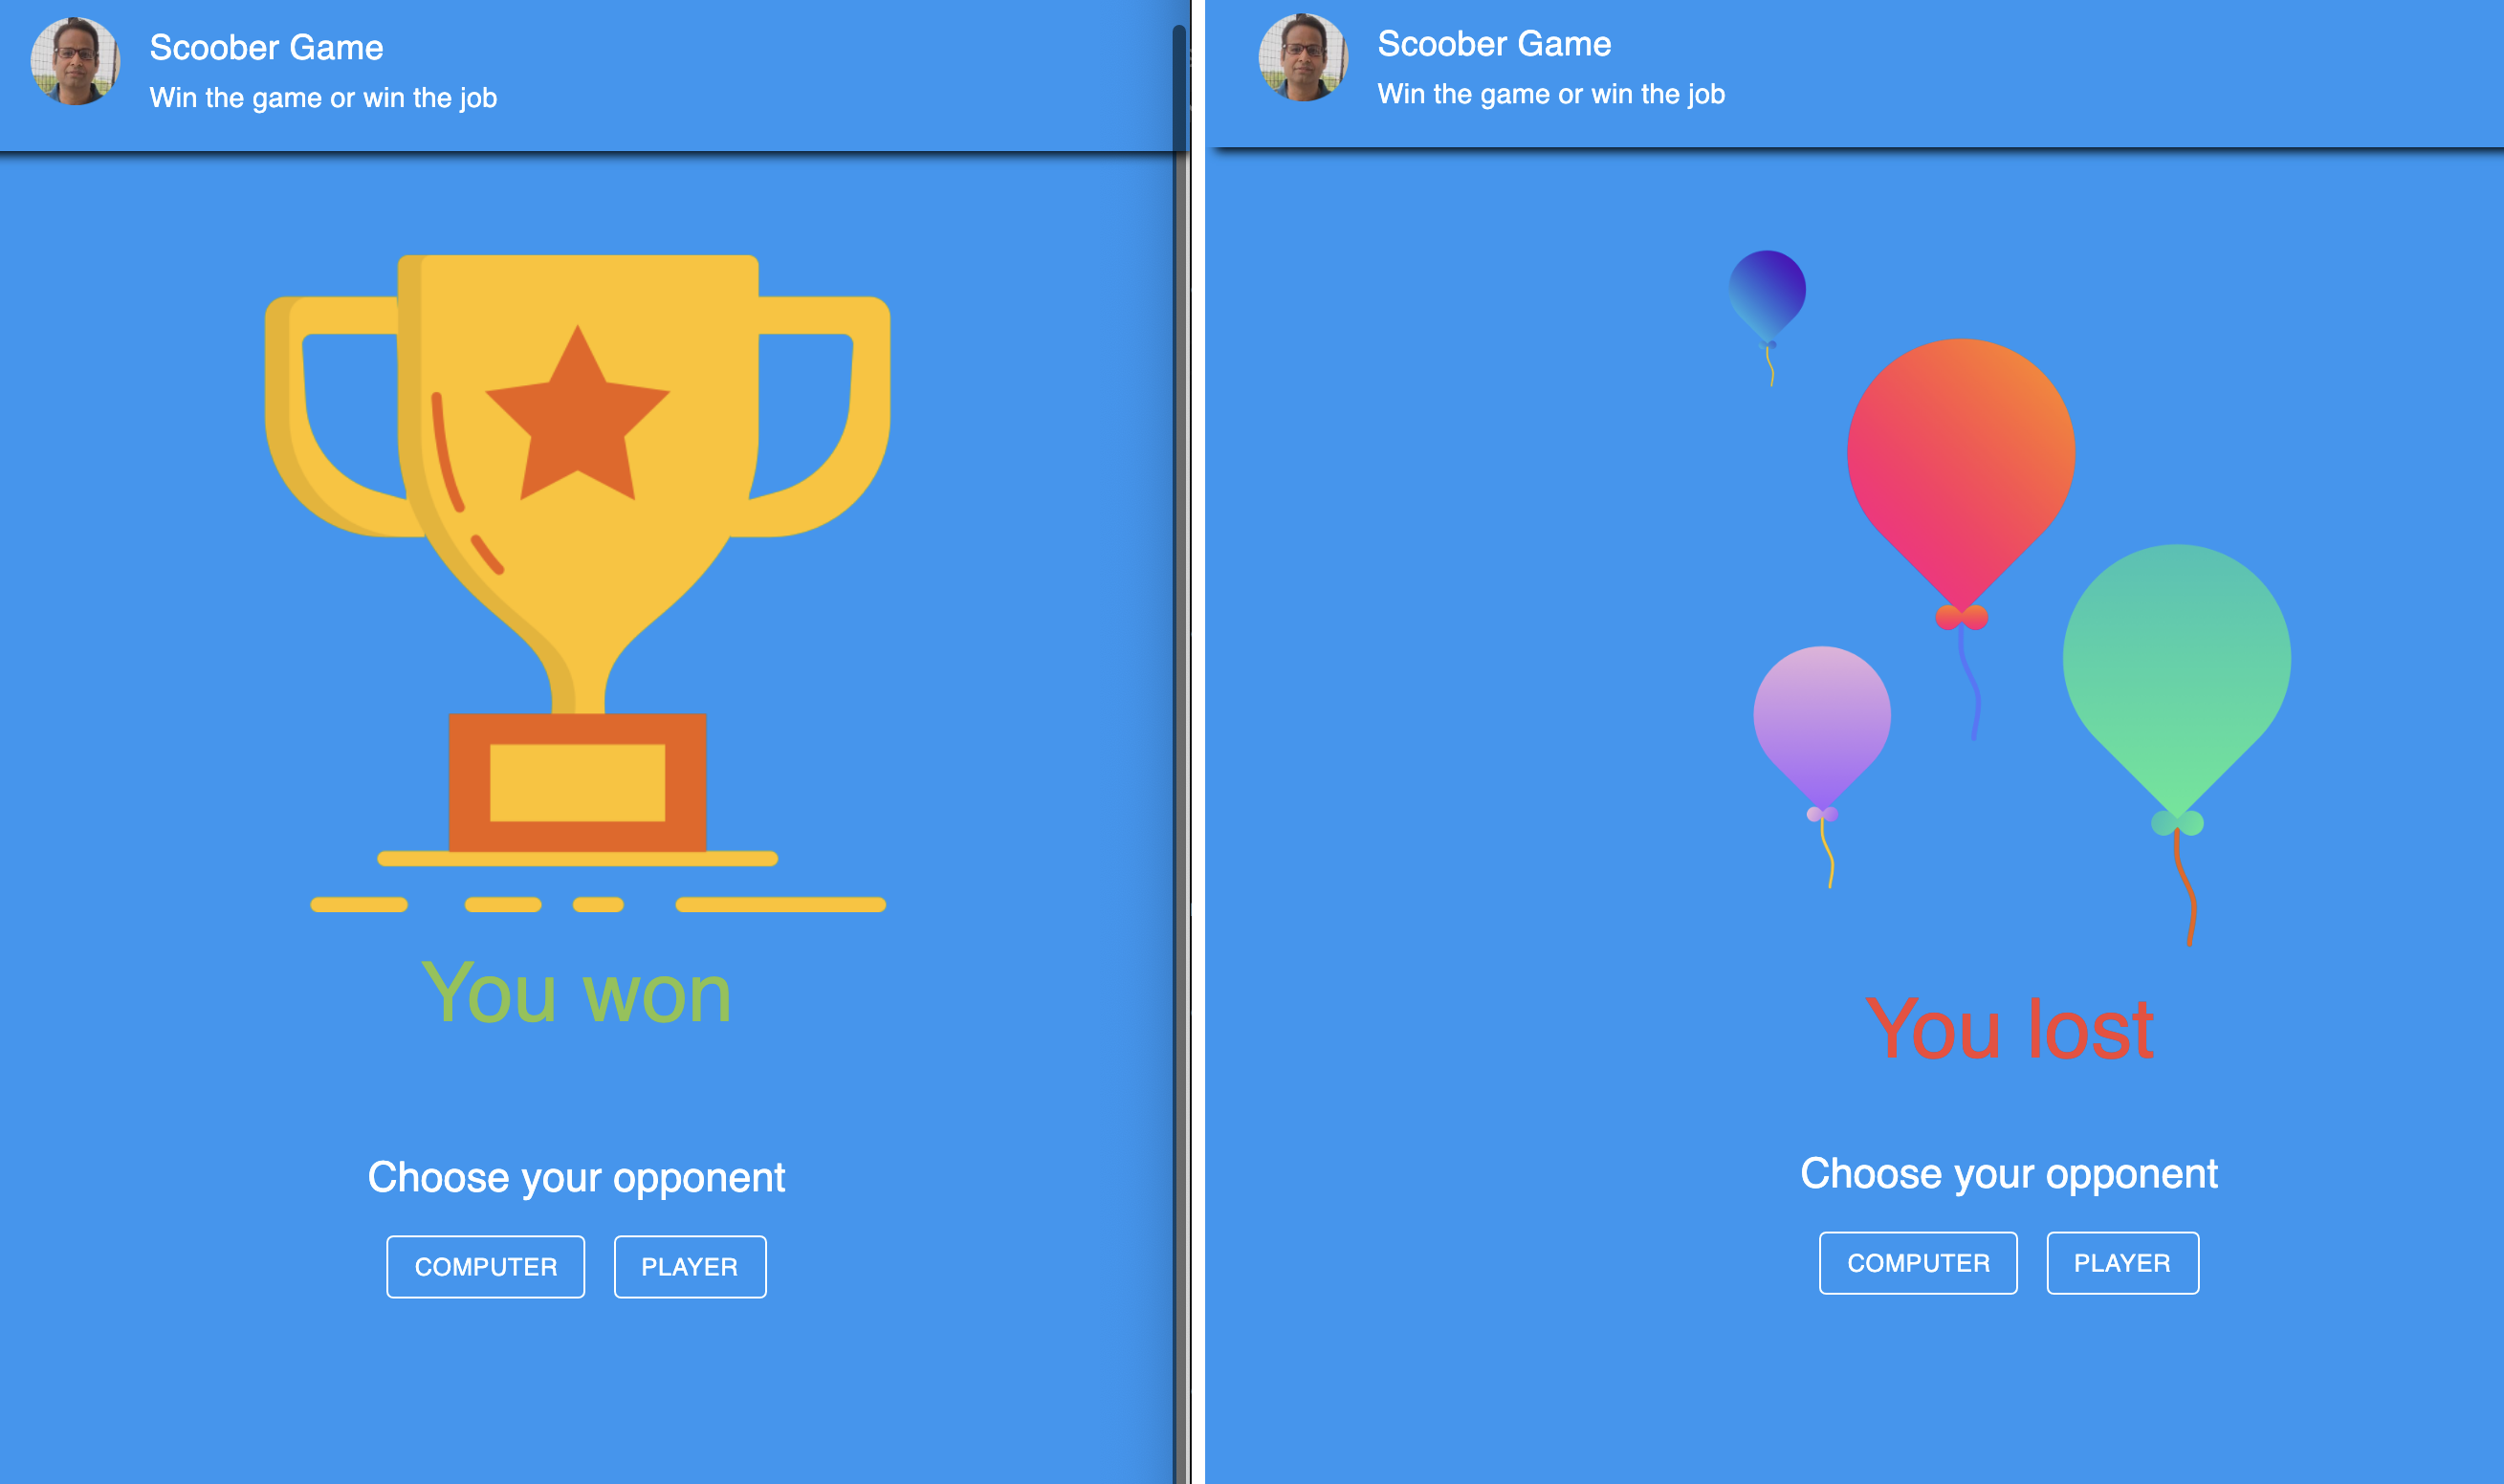 Scoober Game
Win the game or win the job
You won
Choose your opponent
COMPUTER
PLAYER
Scoober Game
Win the game or win the job
You lost
Choose your opponent
COMPUTER
PLAYER